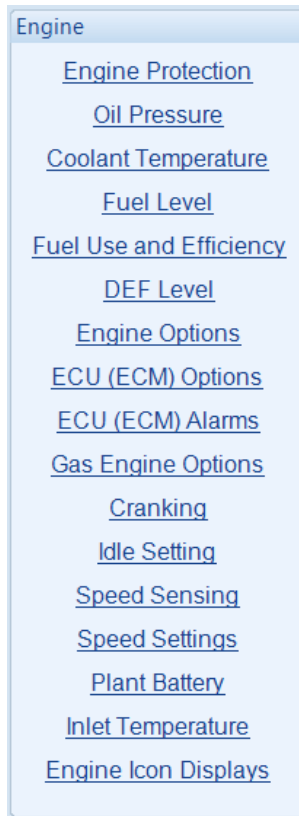 Engine
Engine Protection
Oil Pressure
Coolant Temperature
Fuel Level
Fuel Use and Efficiency
DEF Level
Engine Options
ECU (ECM) Options
ECU (ECM) Alarms
Gas Engine Options
Cranking
Idle Setting
Speed Sensing
Speed Settings
Plant Battery
Inlet Temperature
Engine Icon Displays